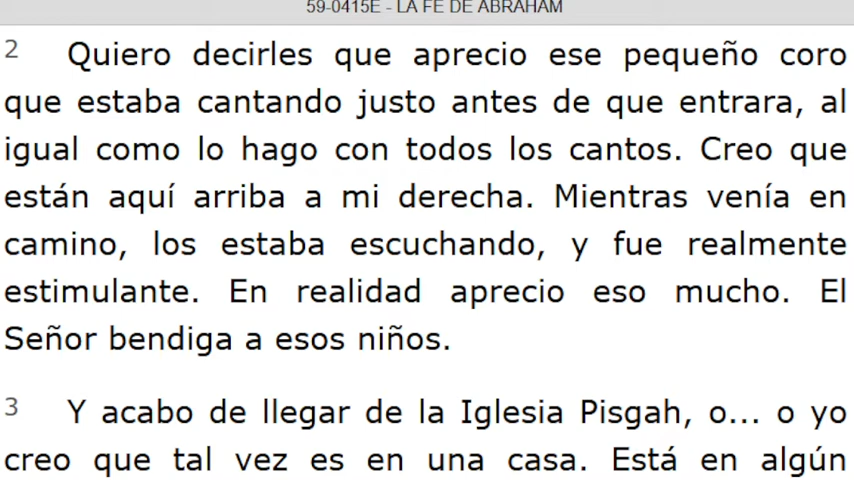 59-0415E - LA FE DE ABRAHAM
2 Quiero decirles que aprecio ese pequeño coro
que estaba cantando justo antes de que entrara, al
igual como lo hago con todos los cantos. Creo que
están aquí arriba a mi derecha. Mientras venía en
camino, los estaba escuchando, y fue realmente
estimulante. En realidad aprecio eso mucho. El
Señor bendiga a esos niños.
3 Y acabo de llegar de la Iglesia Pisgah, o... o yo
creo que tal vez es en una casa. Está en algún